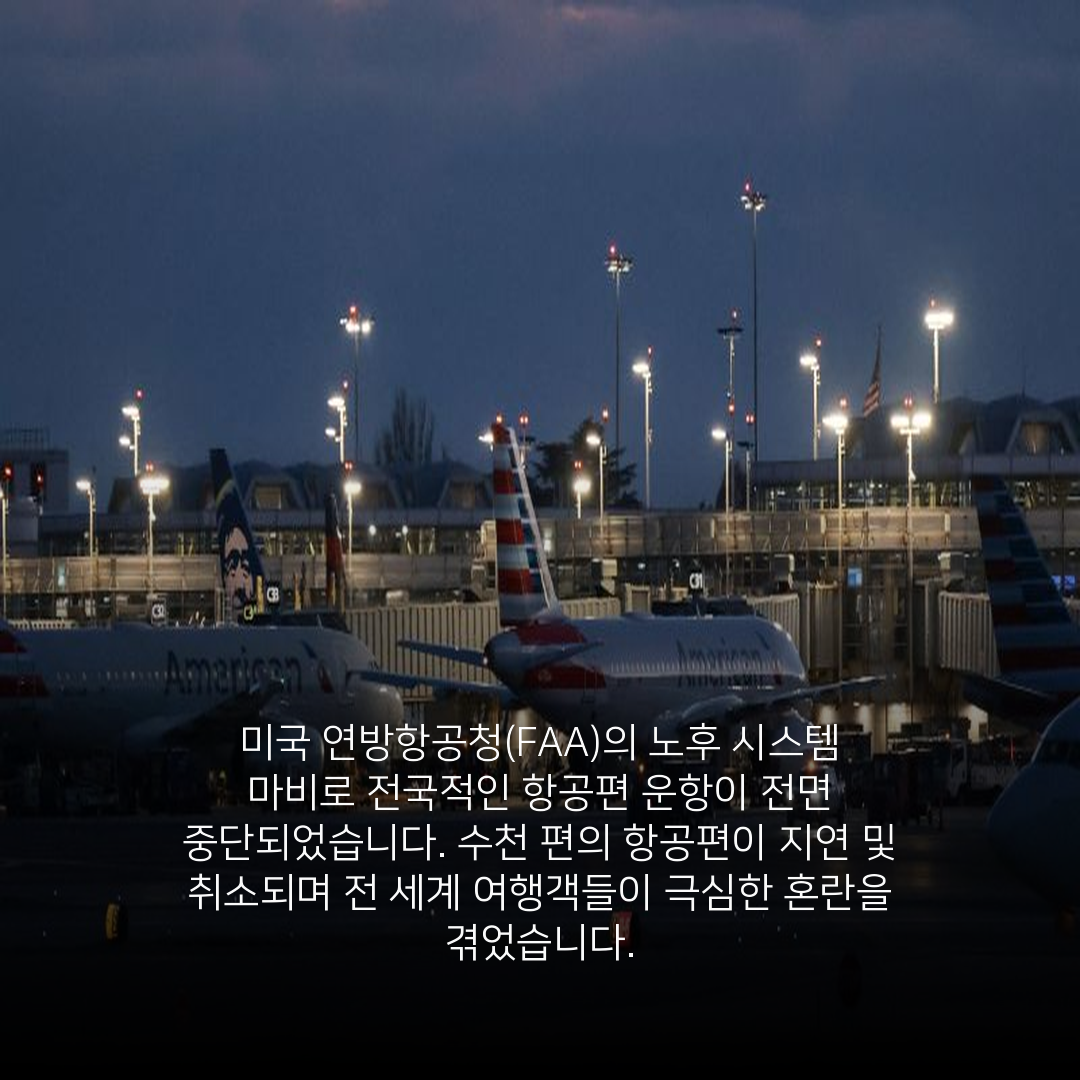 American
American
C1
미국 연방항공청(FAA)의 노후 시스템
마비로 전국적인 항공편 운항이 전면
중단되었습니다. 수천 편의 항공편이 지연 및
취소되며 전 세계 여행객들이 극심한 혼란을
겪었습니다.